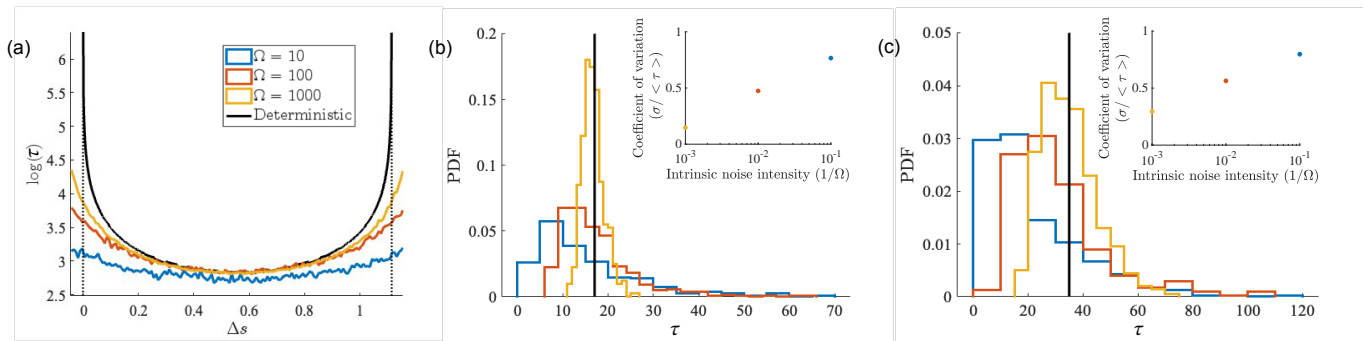 (a)
6
5.5
5
4.5
4
3.5
3
2.5
log(τ)
0
0.2
0.4
0.6
0.8
1
Δs
Ω = 10
Ω = 100
Ω = 1000
Deterministic
(b)
0.2
0.15
0.1
0.05
0
PDF
0
10
20
30
40
50
60
70
τ
Coefficient of variation
(σ/ < τ >)
1
0.5
0
10⁻³
10⁻²
10⁻¹
Intrinsic noise intensity (1/Ω)
(c)
0.05
0.04
0.03
0.02
0.01
0
PDF
0
20
40
60
80
100
120
τ
Coefficient of variation
(σ/ < τ >)
1
0.5
0
10⁻³
10⁻²
10⁻¹
Intrinsic noise intensity (1/Ω)